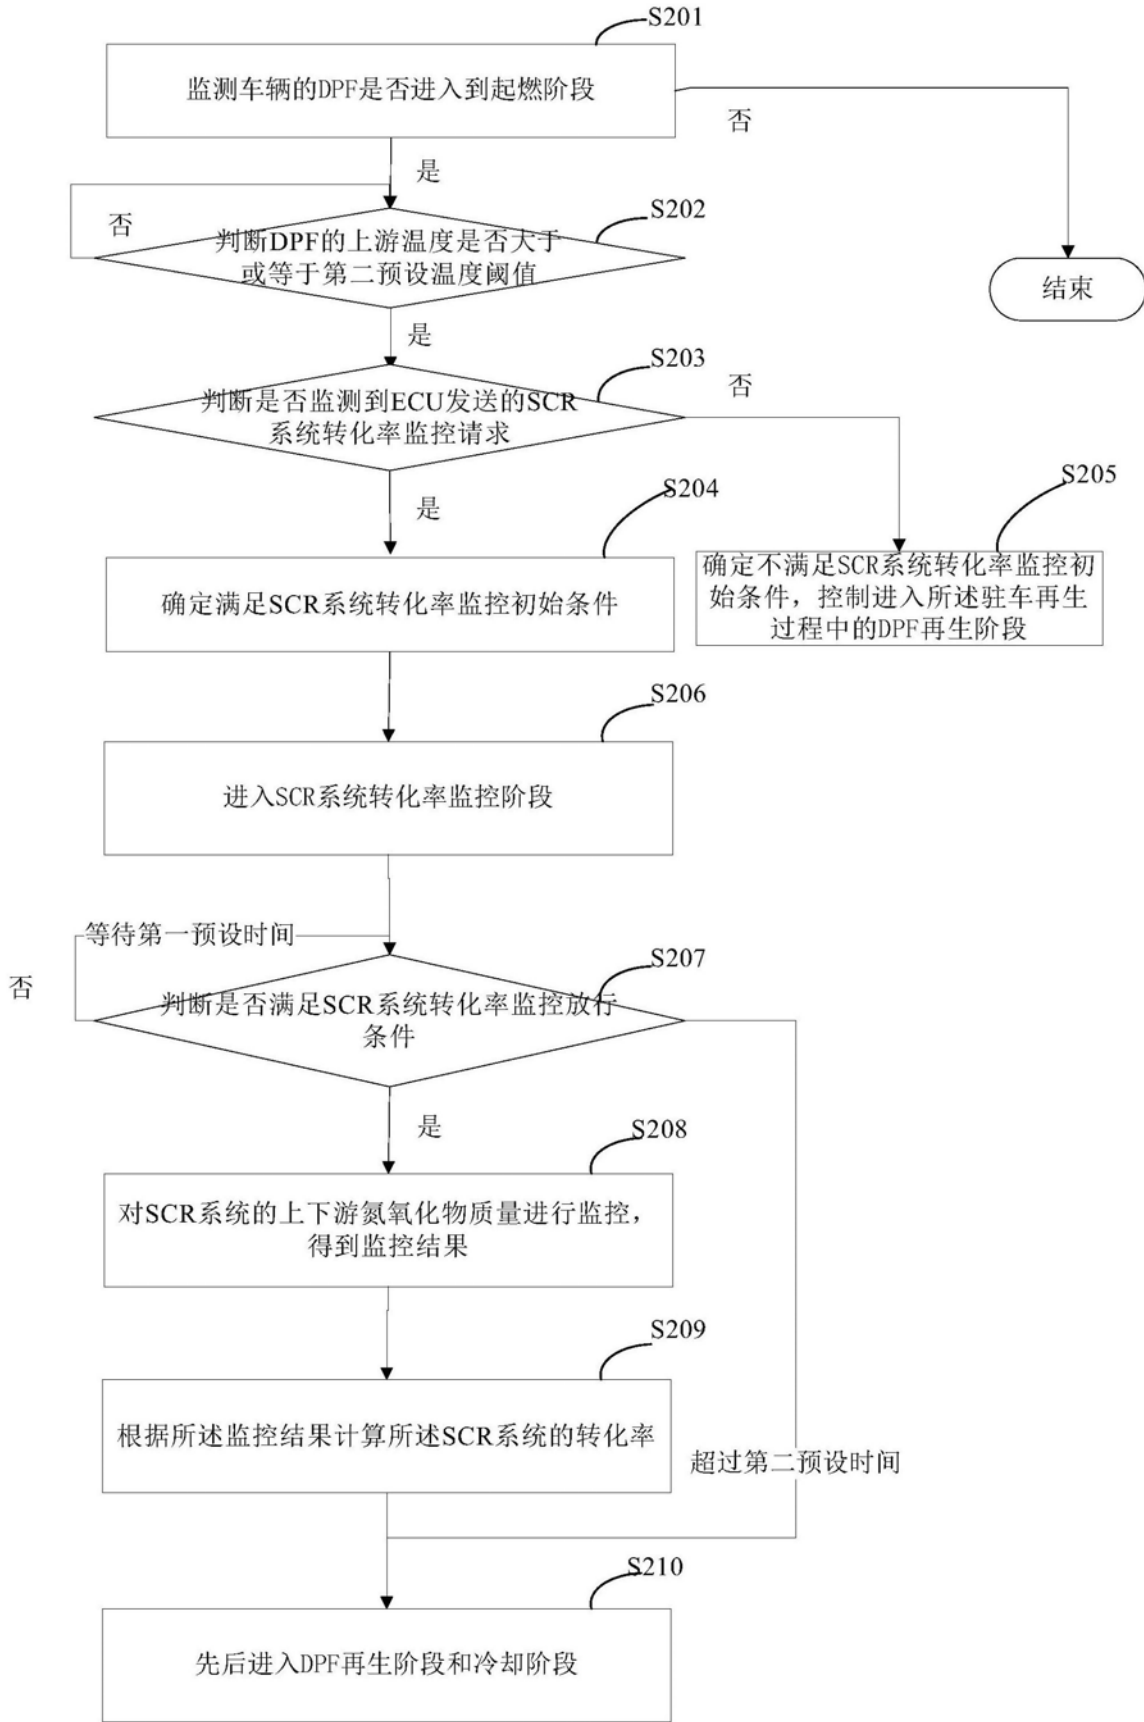 S201
监测车辆的DPF是否进入到起燃阶段
否
是
S202
否
判断DPF的上游温度是否大于
或等于第二预设温度阈值
结束
是
S203
否
判断是否监测到ECU发送的SCR
系统转化率监控请求
S204
S205
是
确定满足SCR系统转化率监控初始条件
确定不满足SCR系统转化率监控初
始条件，控制进入所述驻车再生
过程中的DPF再生阶段
S206
进入SCR系统转化率监控阶段
等待第一预设时间
S207
否
判断是否满足SCR系统转化率监控放行
条件
是
S208
对SCR系统的上下游氮氧化物质量进行监控，
得到监控结果
S209
根据所述监控结果计算所述SCR系统的转化率
超过第二预设时间
S210
先后进入DPF再生阶段和冷却阶段